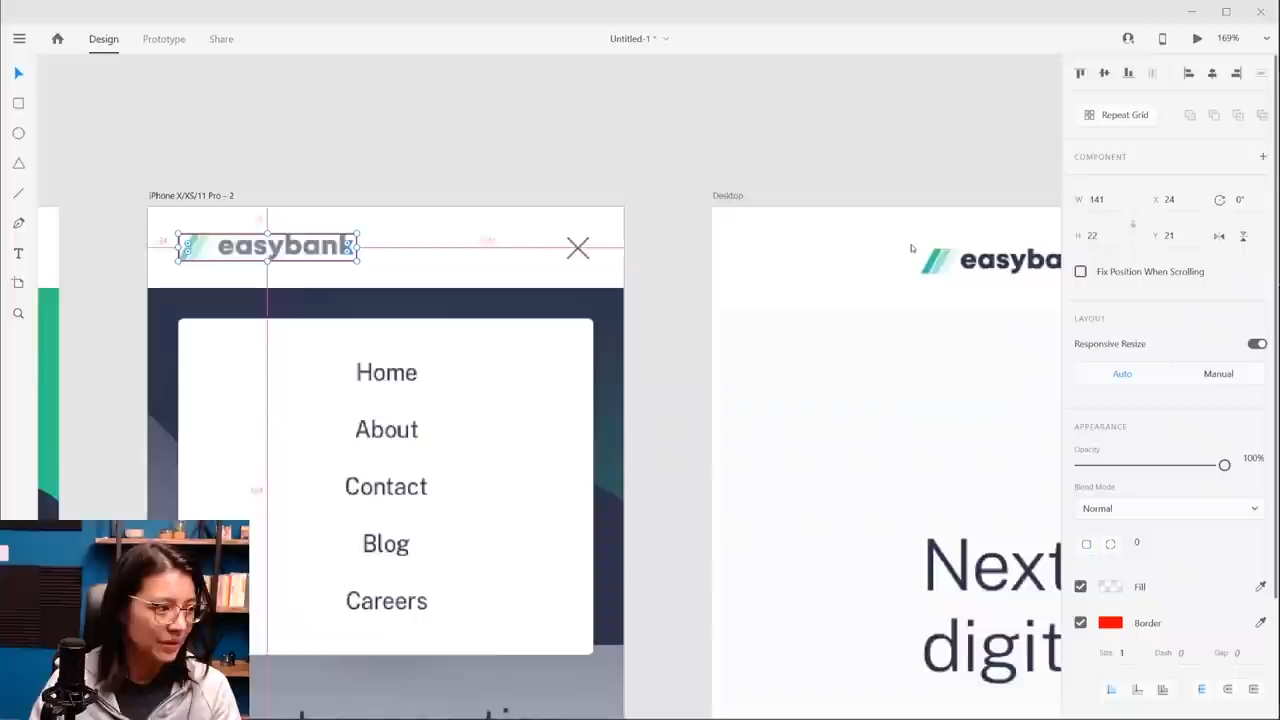 Design Prototype Share Untitled-1 * 169%
Repeat Grid
COMPONENT
iPhone X/XS/11 Pro – 2 Desktop
W 141 X 24 0°
H 22 Y 21
24
easybank
easyba
Fix Position When Scrolling
LAYOUT
Responsive Resize
Auto Manual
Home
About
Contact
Blog
Careers
Next
digit
APPEARANCE
Opacity
100%
Blend Mode
Normal
0
Fill
Border
Size 1 Dash 0 Gap 0